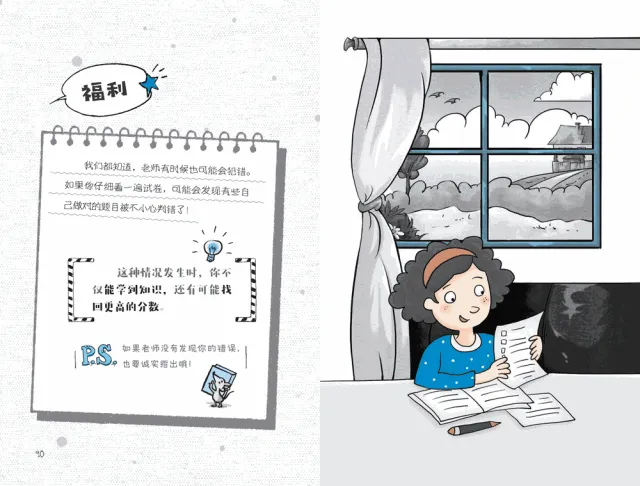 福利
我们都知道，老师有时候也可能会犯错。
如果你仔细看一遍试卷，可能会发现有些自
己做对的题目被不小心判错了！
这种情况发生时，你不
仅能学到知识，还有可能找
回更高的分数。
P.S.
如果老师没有发现你的错误，
也要诚实指出哦！
90